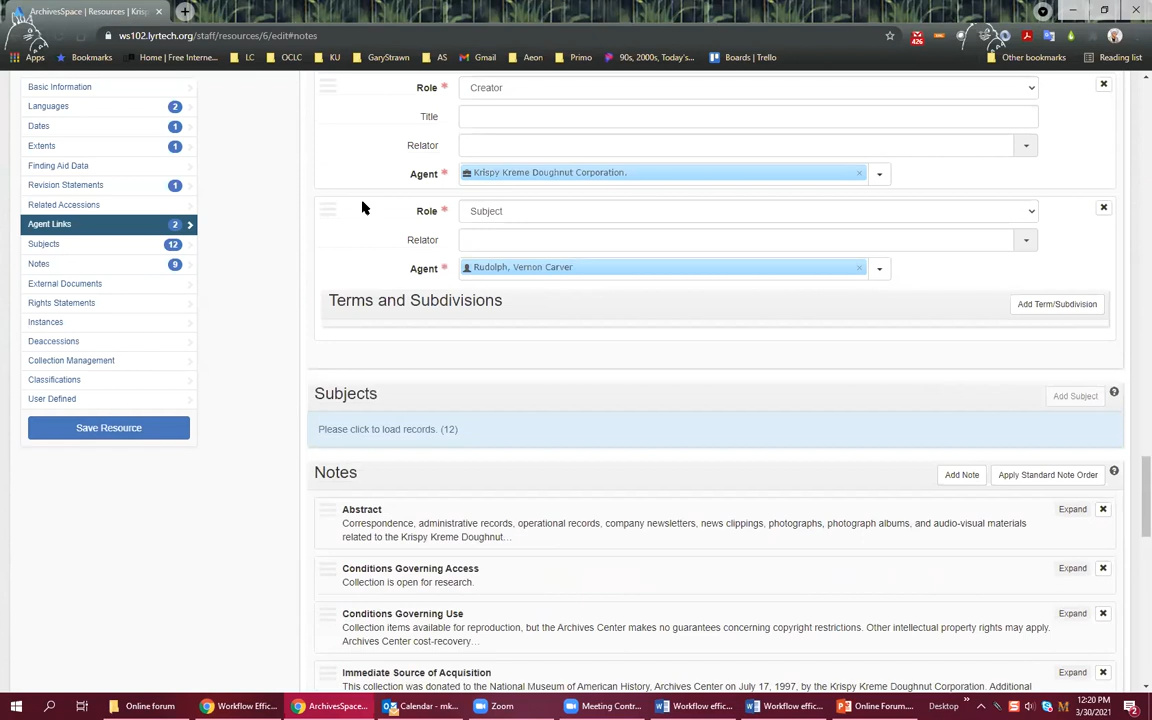 ArchivesSpace | Resources | Kris
ws102.lyrtech.org/staff/resources/6/edit#notes
426
Apps Bookmarks Home | Free Interne... LC OCLC KU GaryStrawn AS Gmail Aeon Primo 90s, 2000s, Today's... Boards | Trello Other bookmarks Reading list
Basic Information
Languages 2
Dates 1
Extents 1
Finding Aid Data
Revision Statements 1
Related Accessions
Agent Links 2
Subjects 12
Notes 9
External Documents
Rights Statements
Instances
Deaccessions
Collection Management
Classifications
User Defined
Save Resource
Role * Creator
Title
Relator
Agent * Krispy Kreme Doughnut Corporation. ×
Role * Subject
Relator
Agent * Rudolph, Vernon Carver ×
Terms and Subdivisions Add Term/Subdivision
Subjects Add Subject
Please click to load records. (12)
Notes Add Note Apply Standard Note Order
Abstract Expand
Correspondence, administrative records, operational records, company newsletters, news clippings, photographs, photograph albums, and audio-visual materials
related to the Krispy Kreme Doughnut...
Conditions Governing Access Expand
Collection is open for research.
Conditions Governing Use Expand
Collection items available for reproduction, but the Archives Center makes no guarantees concerning copyright restrictions. Other intellectual property rights may apply.
Archives Center cost-recovery...
Immediate Source of Acquisition Expand
This collection was donated to the National Museum of American History, Archives Center on July 17, 1997, by the Krispy Kreme Doughnut Corporation. Additional
Online forum Workflow Effic... ArchivesSpace... Calendar - mk... Zoom Meeting Contr... Workflow effic... Workflow effic... Online Forum.... Desktop
12:20 PM
3/30/2021
2